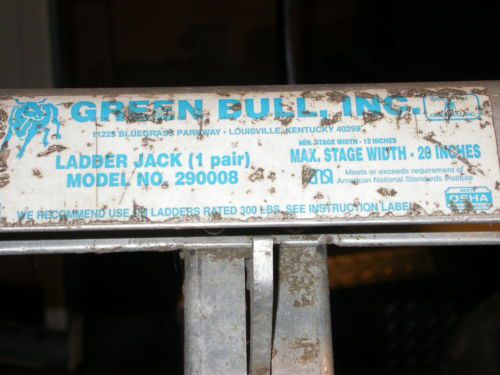 GREEN BULL, INC.
11225 BLUEGRASS PARKWAY • LOUISVILLE, KENTUCKY 40299
MIN. STAGE WIDTH - 12 INCHES
LADDER JACK (1 pair) MAX. STAGE WIDTH - 20 INCHES
MODEL NO. 290008
Meets or exceeds requirement of
American National Standards Institute
OSHA
WE RECOMMEND USE ON LADDERS RATED 300 LBS. SEE INSTRUCTION LABEL